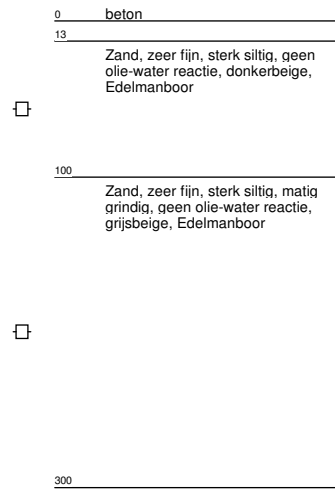 0 beton
13
Zand, zeer fijn, sterk siltig, geen
olie-water reactie, donkerbeige,
Edelmanboor
100
Zand, zeer fijn, sterk siltig, matig
grindig, geen olie-water reactie,
grijsbeige, Edelmanboor
300